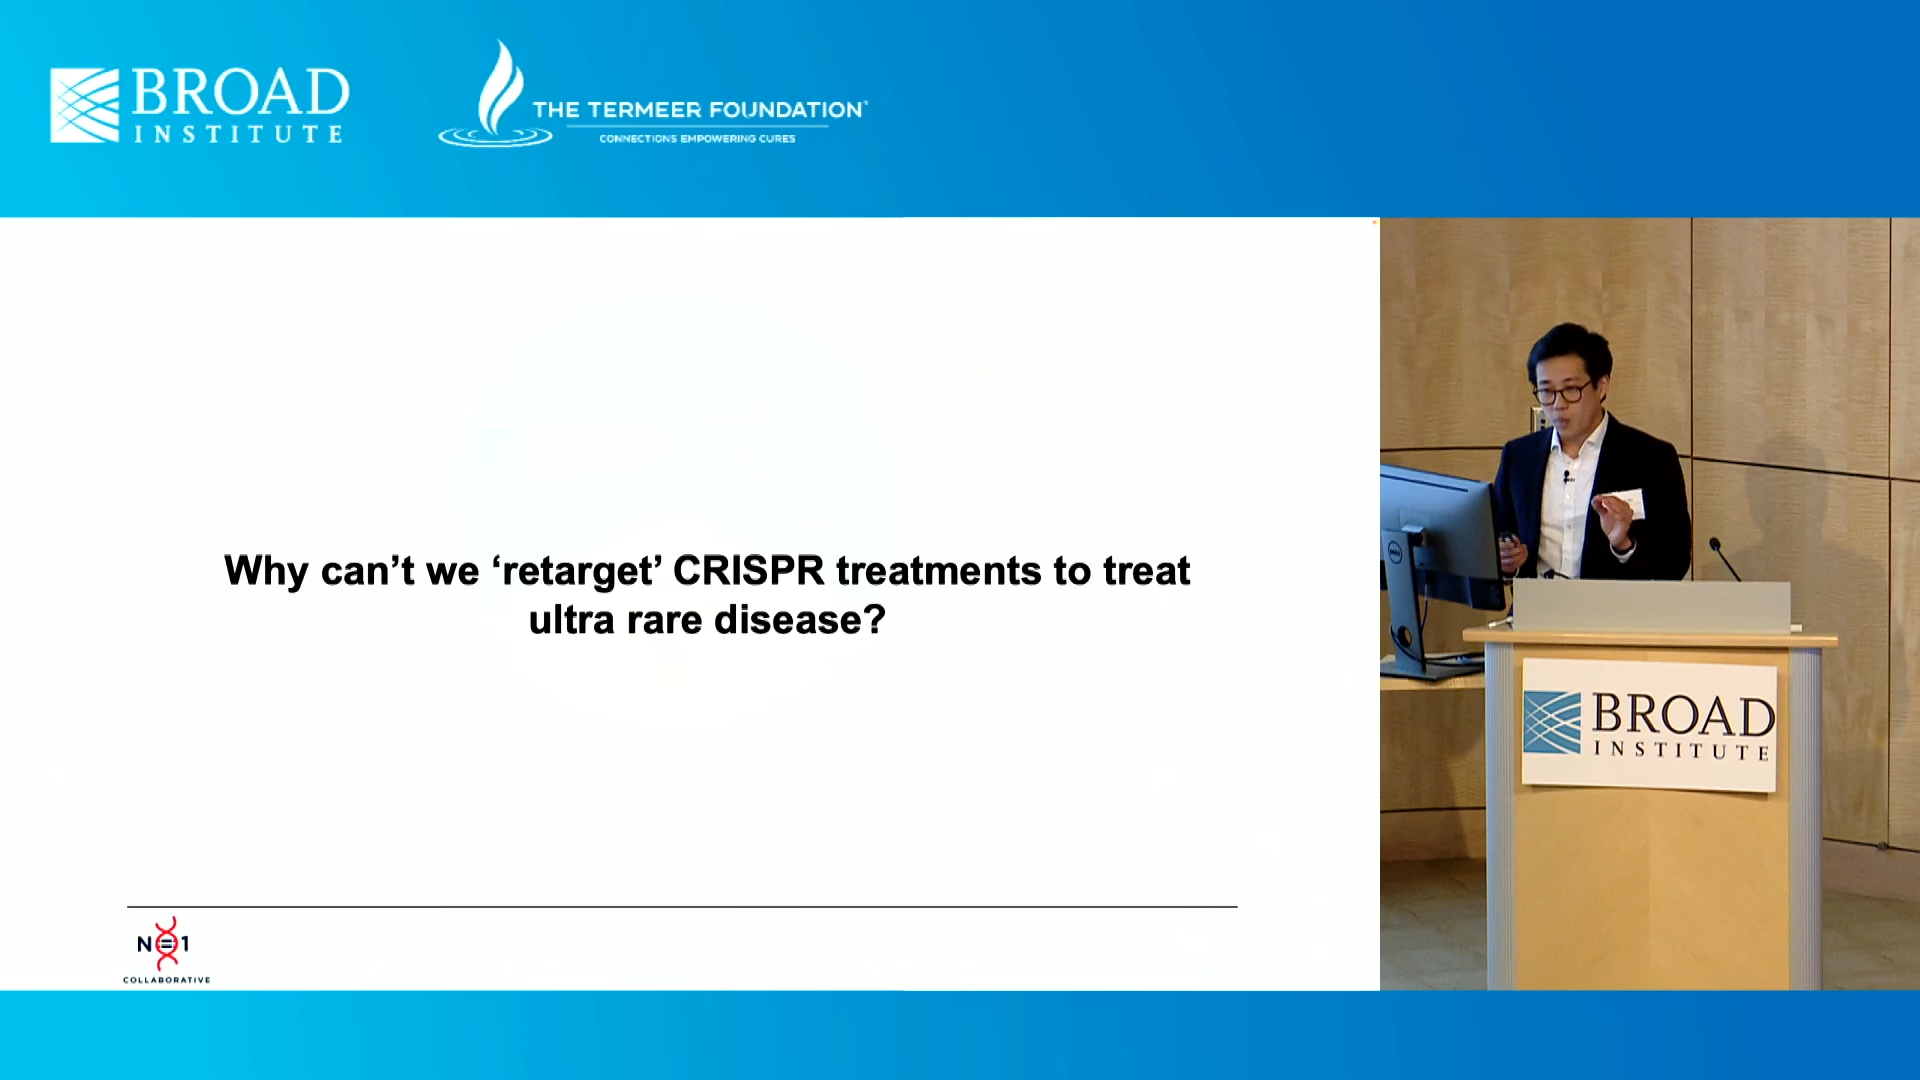 BROAD
INSTITUTE
THE TERMEER FOUNDATION
CONNECTIONS EMPOWERING CURES
Why can’t we ‘retarget’ CRISPR treatments to treat
ultra rare disease?
N=1
COLLABORATIVE
DELL
BROAD
INSTITUTE